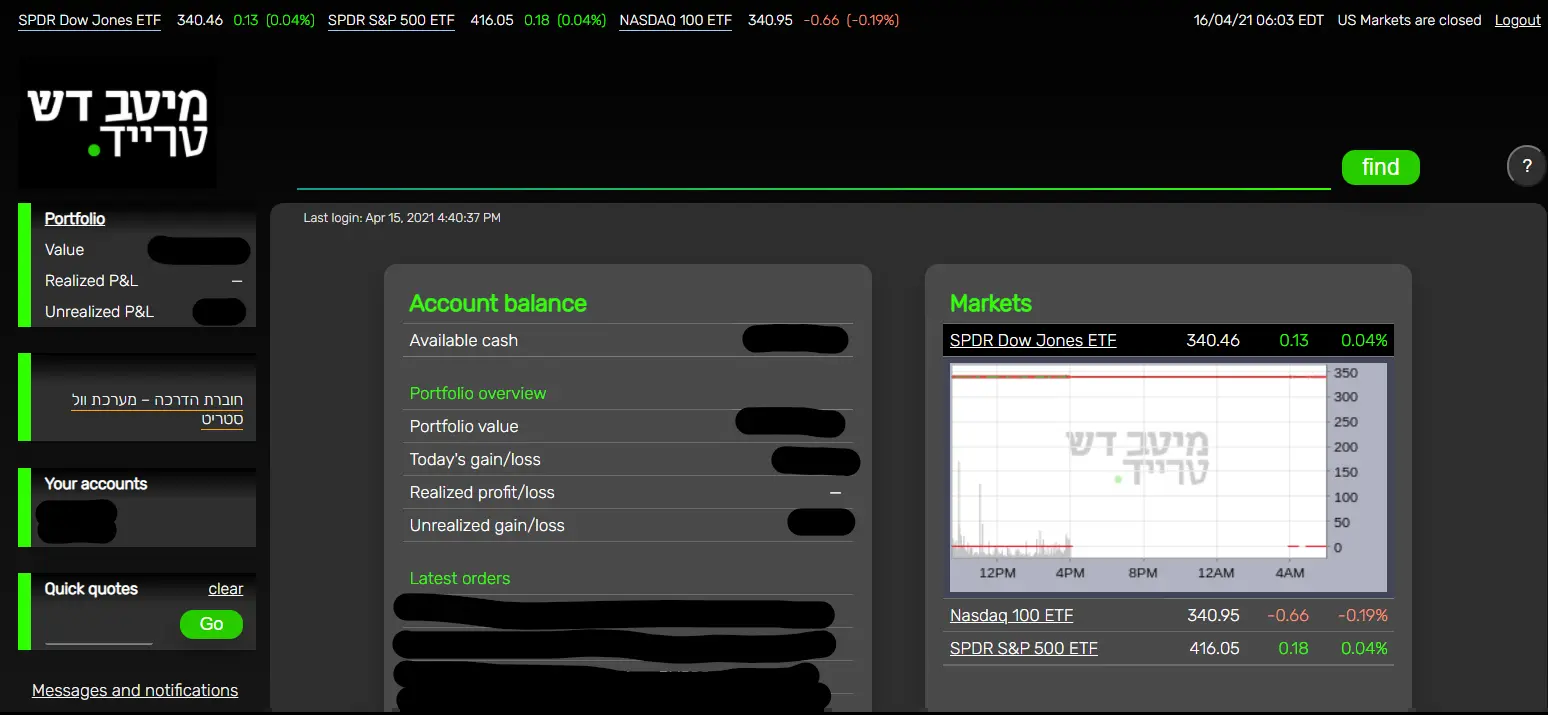 SPDR Dow Jones ETF 340.46 0.13 (0.04%) SPDR S&P 500 ETF 416.05 0.18 (0.04%) NASDAQ 100 ETF 340.95 -0.66 (-0.19%) 16/04/21 06:03 EDT US Markets are closed Logout
מיטב דש
טרייד.
find
?
Portfolio
Value
Realized P&L –
Unrealized P&L
חוברת הדרכה – מערכת וול
סטריט
Your accounts
Quick quotes clear
Go
Messages and notifications
Last login: Apr 15, 2021 4:40:37 PM
Account balance
Available cash
Portfolio overview
Portfolio value
Today's gain/loss
Realized profit/loss –
Unrealized gain/loss
Latest orders
Markets
SPDR Dow Jones ETF 340.46 0.13 0.04%
350
300
250
200
150
100
50
0
מיטב דש
טרייד.
12PM 4PM 8PM 12AM 4AM
Nasdaq 100 ETF 340.95 -0.66 -0.19%
SPDR S&P 500 ETF 416.05 0.18 0.04%